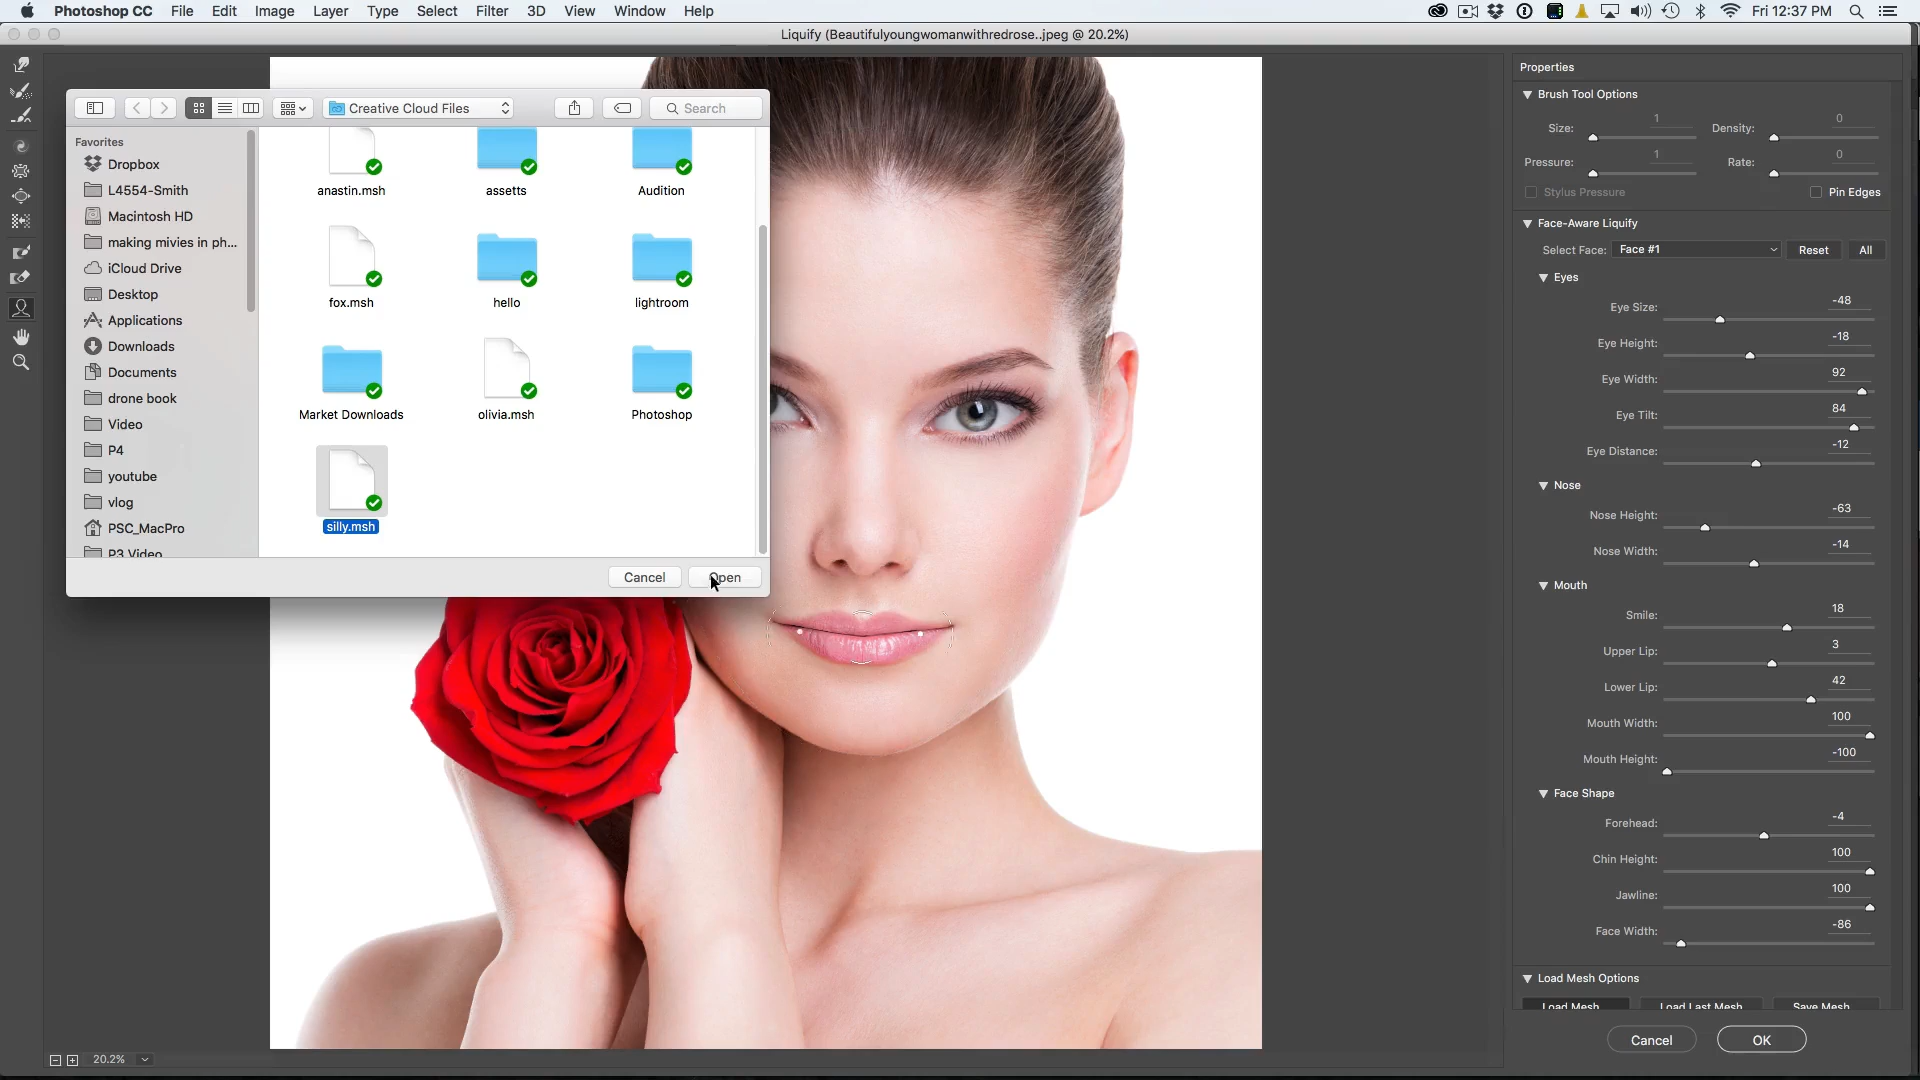 Photoshop CC File Edit Image Layer Type Select Filter 3D View Window Help Fri 12:37 PM
Liquify (Beautifulyoungwomanwithredrose..jpeg @ 20.2%)
Creative Cloud Files
Search
Favorites
Dropbox
L4554-Smith
Macintosh HD
making mivies in ph...
iCloud Drive
Desktop
Applications
Downloads
Documents
drone book
Video
P4
youtube
vlog
PSC_MacPro
P3 Video
anastin.msh assetts Audition
fox.msh hello lightroom
Market Downloads olivia.msh Photoshop
silly.msh
Cancel Open
20.2%
Properties
Brush Tool Options
Size: 1 Density: 0
Pressure: 1 Rate: 0
Stylus Pressure Pin Edges
Face-Aware Liquify
Select Face: Face #1 Reset All
Eyes
Eye Size: -48
Eye Height: -18
Eye Width: 92
Eye Tilt: 84
Eye Distance: -12
Nose
Nose Height: -63
Nose Width: -14
Mouth
Smile: 18
Upper Lip: 3
Lower Lip: 42
Mouth Width: 100
Mouth Height: -100
Face Shape
Forehead: -4
Chin Height: 100
Jawline: 100
Face Width: -86
Load Mesh Options
Load Mesh... Load Last Mesh Save Mesh...
Cancel OK